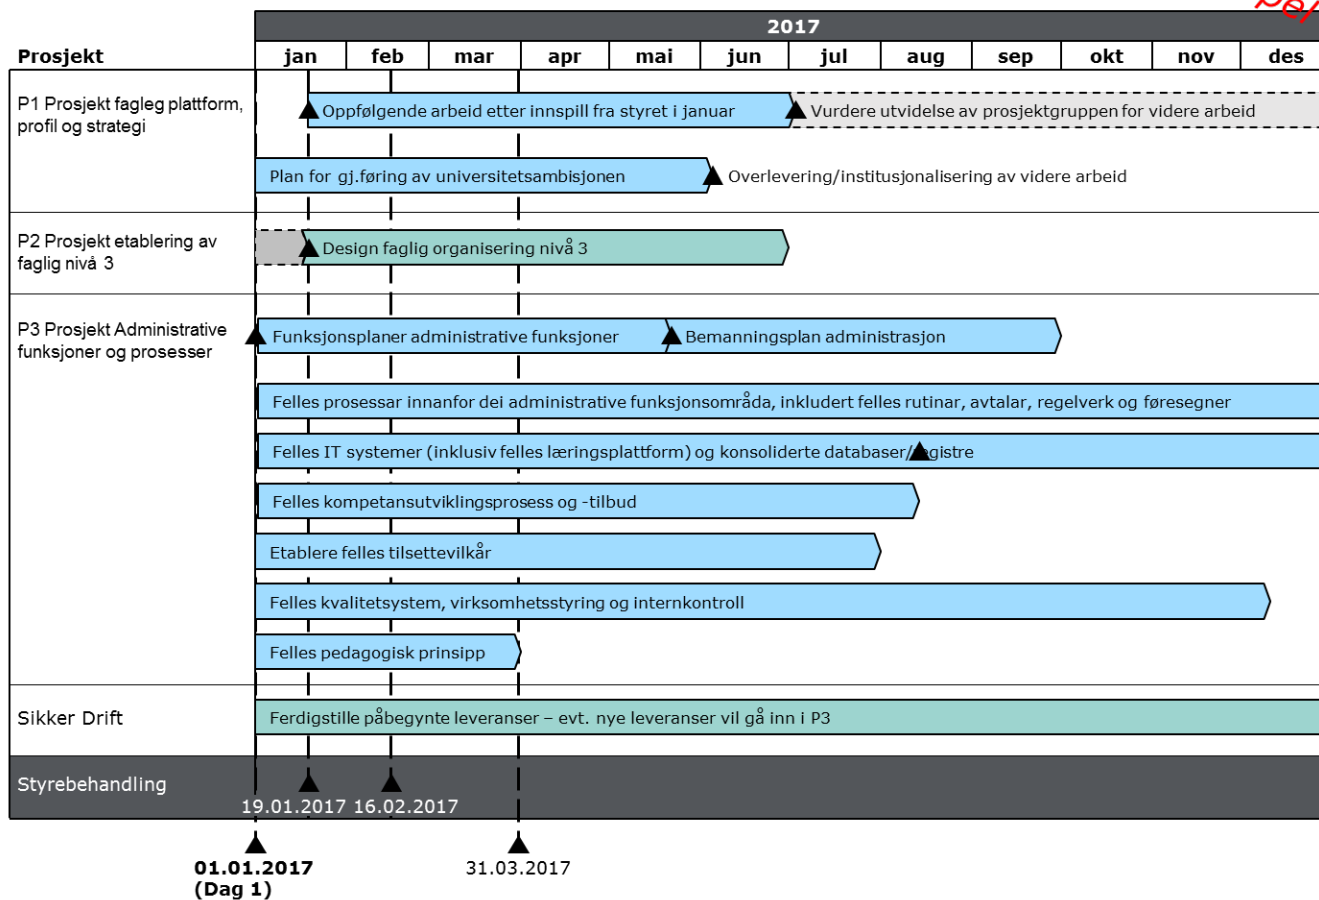 2017
Prosjekt
jan feb mar apr mai jun jul aug sep okt nov des
P1 Prosjekt fagleg plattform,
profil og strategi
Oppfølgende arbeid etter innspill fra styret i januar
Vurdere utvidelse av prosjektgruppen for videre arbeid
Plan for gj.føring av universitetsambisjonen
Overlevering/institusjonalisering av videre arbeid
P2 Prosjekt etablering av
faglig nivå 3
Design faglig organisering nivå 3
P3 Prosjekt Administrative
funksjoner og prosesser
Funksjonsplaner administrative funksjoner
Bemanningsplan administrasjon
Felles prosessar innanfor dei administrative funksjonsområda, inkludert felles rutinar, avtalar, regelverk og føresegner
Felles IT systemer (inklusiv felles læringsplattform) og konsoliderte databaser/
Felles kompetansutviklingsprosess og -tilbud
Etablere felles tilsettevilkår
Felles kvalitetsystem, virksomhetsstyring og internkontroll
Felles pedagogisk prinsipp
Sikker Drift
Ferdigstille påbegynte leveranser – evt. nye leveranser vil gå inn i P3
Styrebehandling
19.01.2017 16.02.2017
01.01.2017
(Dag 1)
31.03.2017